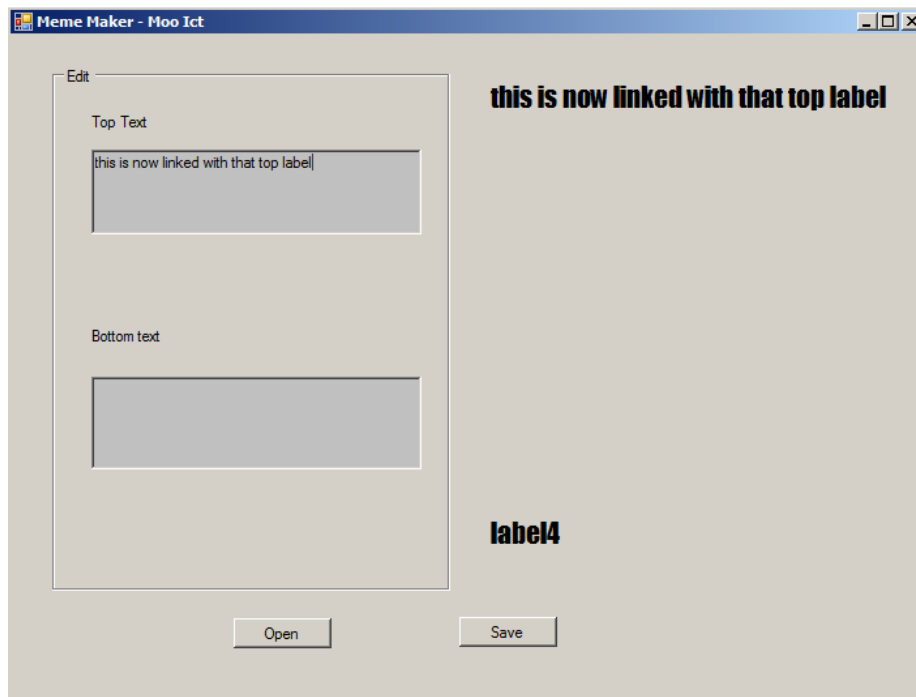 Meme Maker - Moo Ict
Edit
Top Text
this is now linked with that top label
this is now linked with that top label
Bottom text
label4
Open
Save